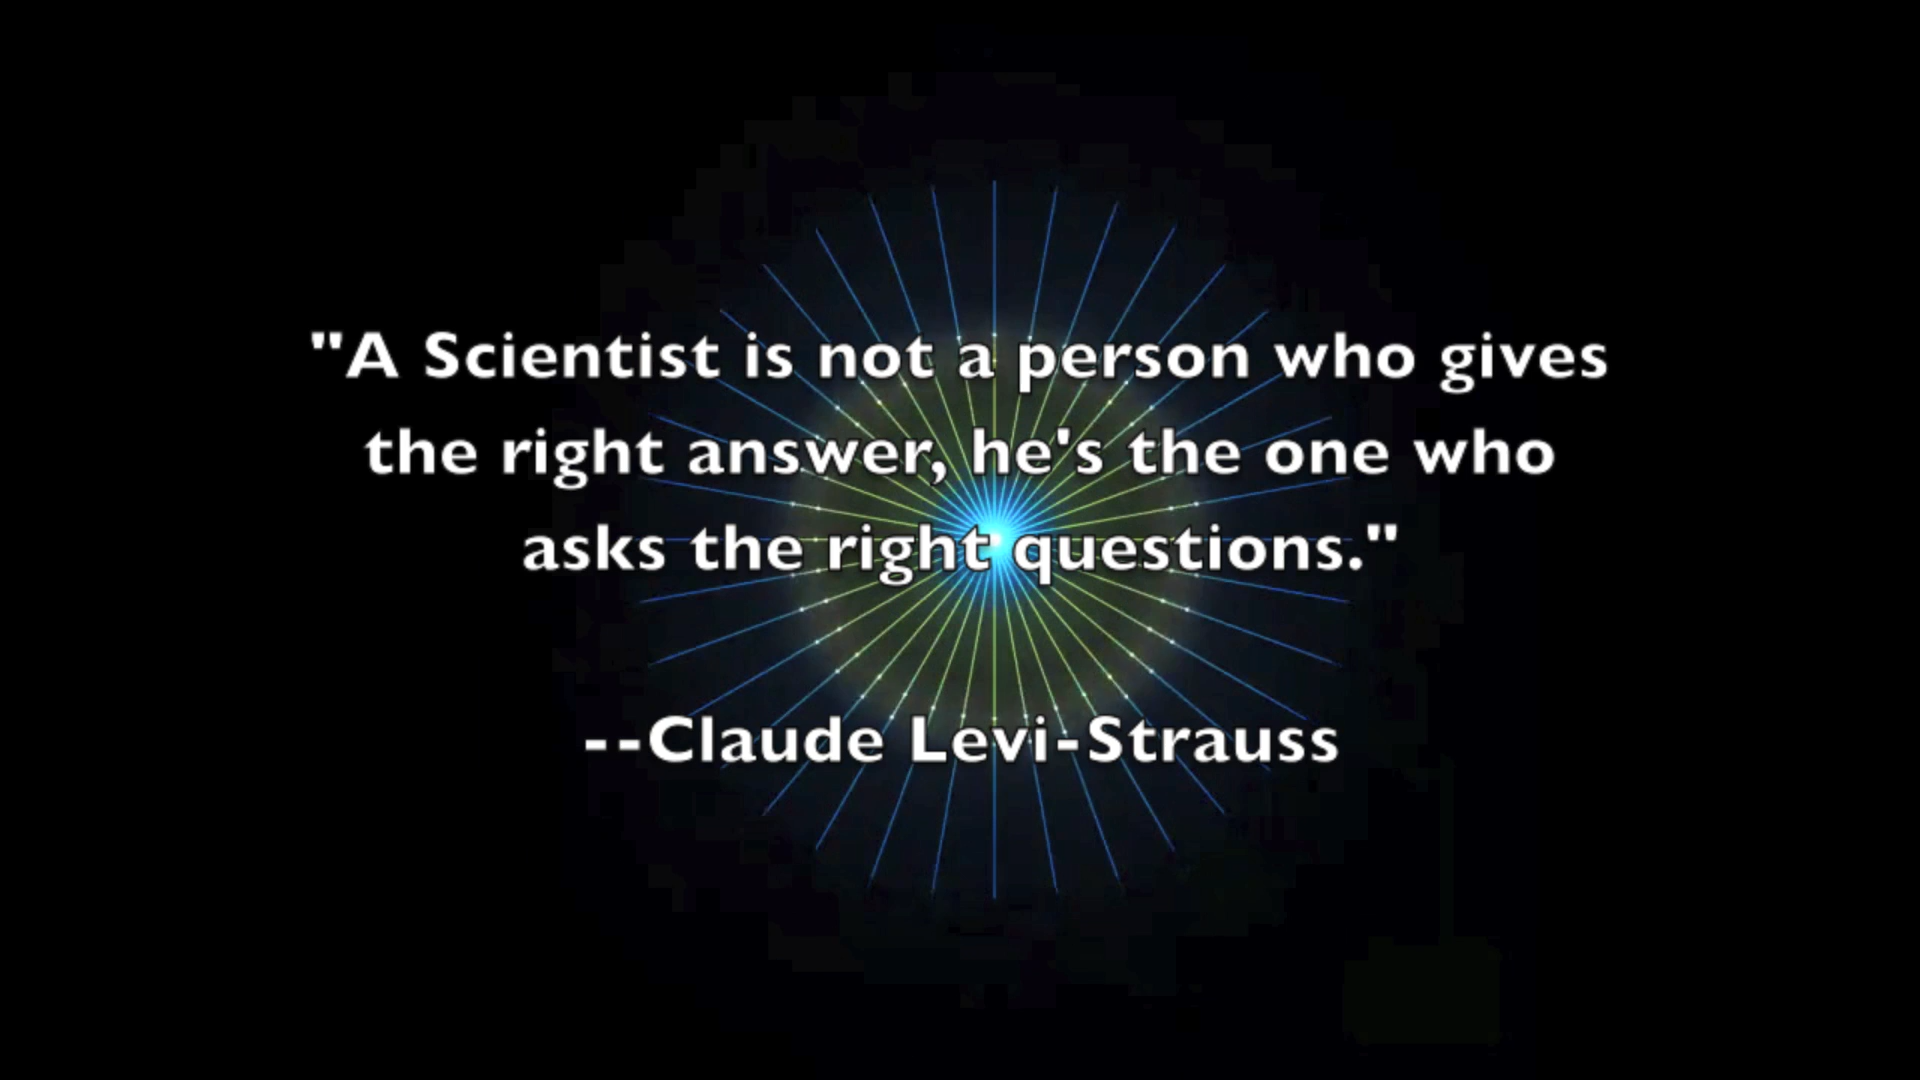 "A Scientist is not a person who gives
the right answer, he's the one who
asks the right questions."
--Claude Levi-Strauss